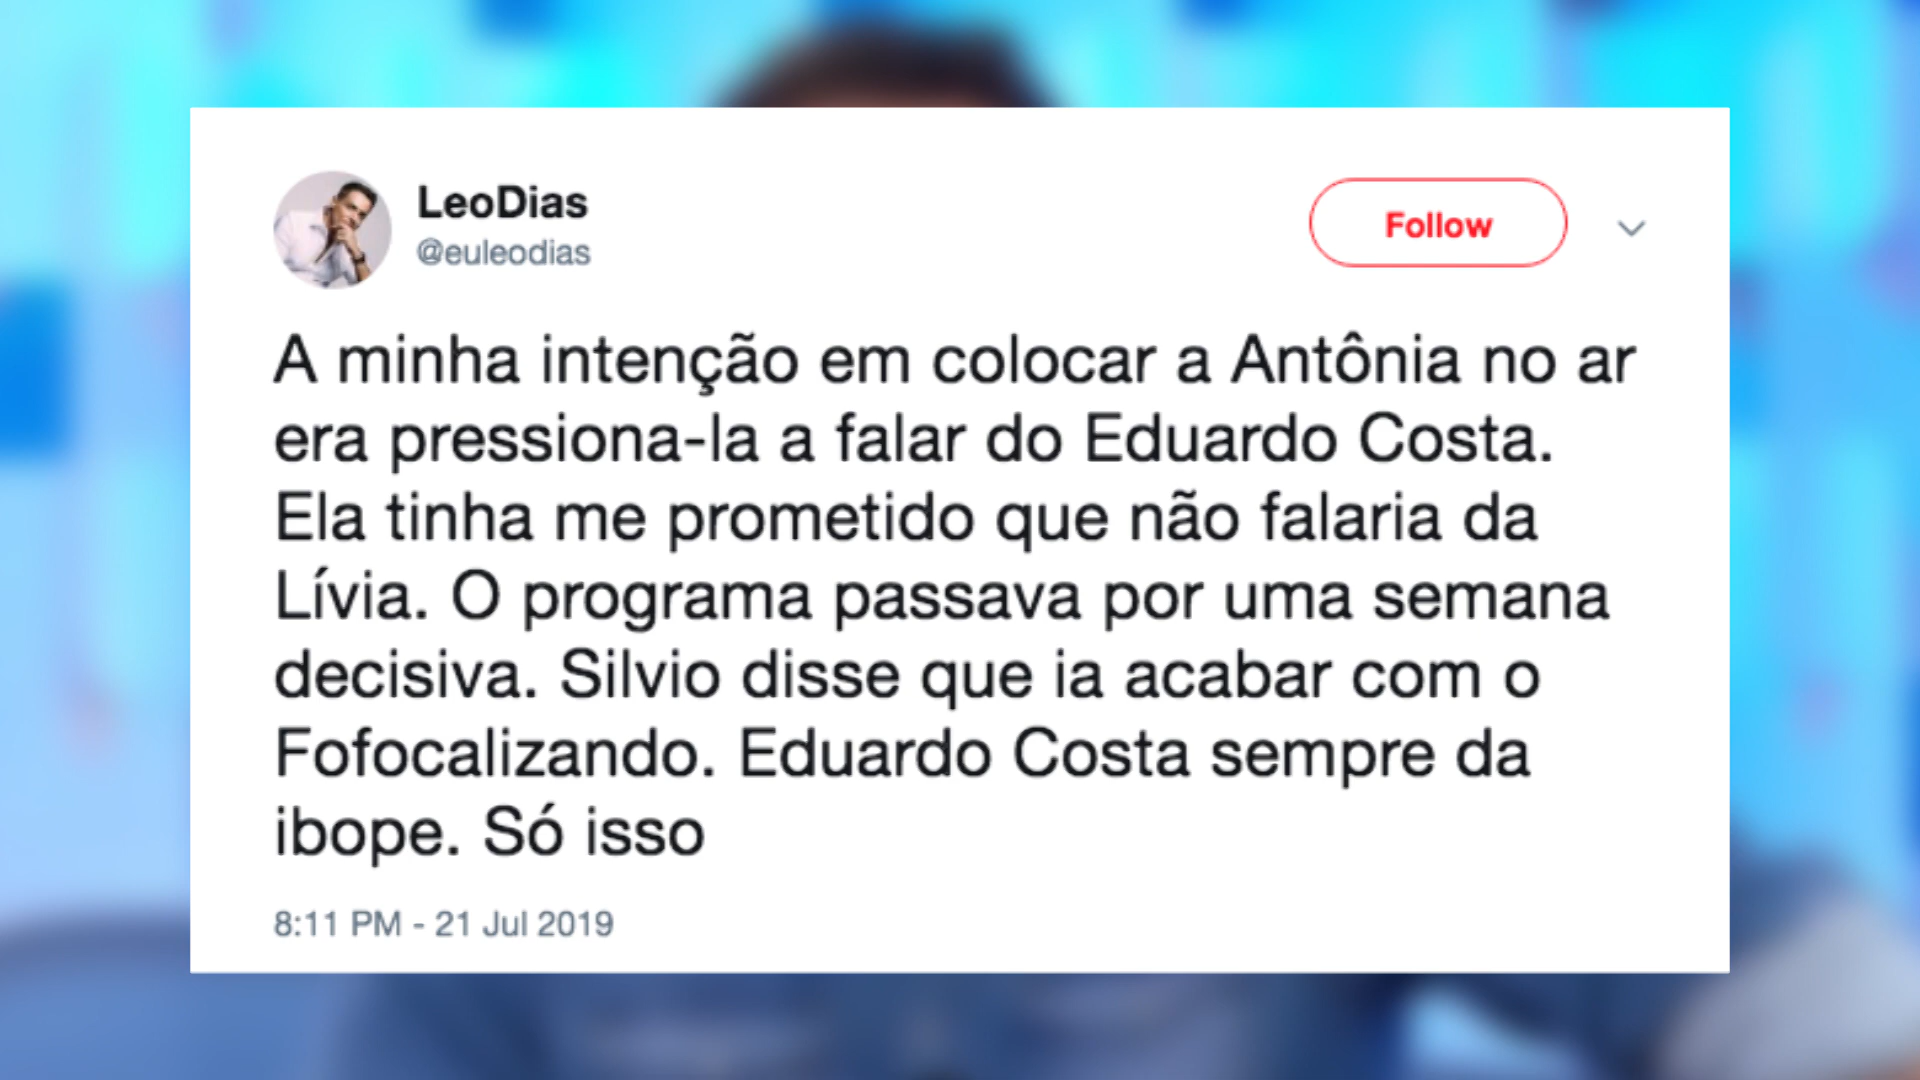 LeoDias
@euleodias
Follow
A minha intenção em colocar a Antônia no ar
era pressiona-la a falar do Eduardo Costa.
Ela tinha me prometido que não falaria da
Lívia. O programa passava por uma semana
decisiva. Silvio disse que ia acabar com o
Fofocalizando. Eduardo Costa sempre da
ibope. Só isso
8:11 PM - 21 Jul 2019